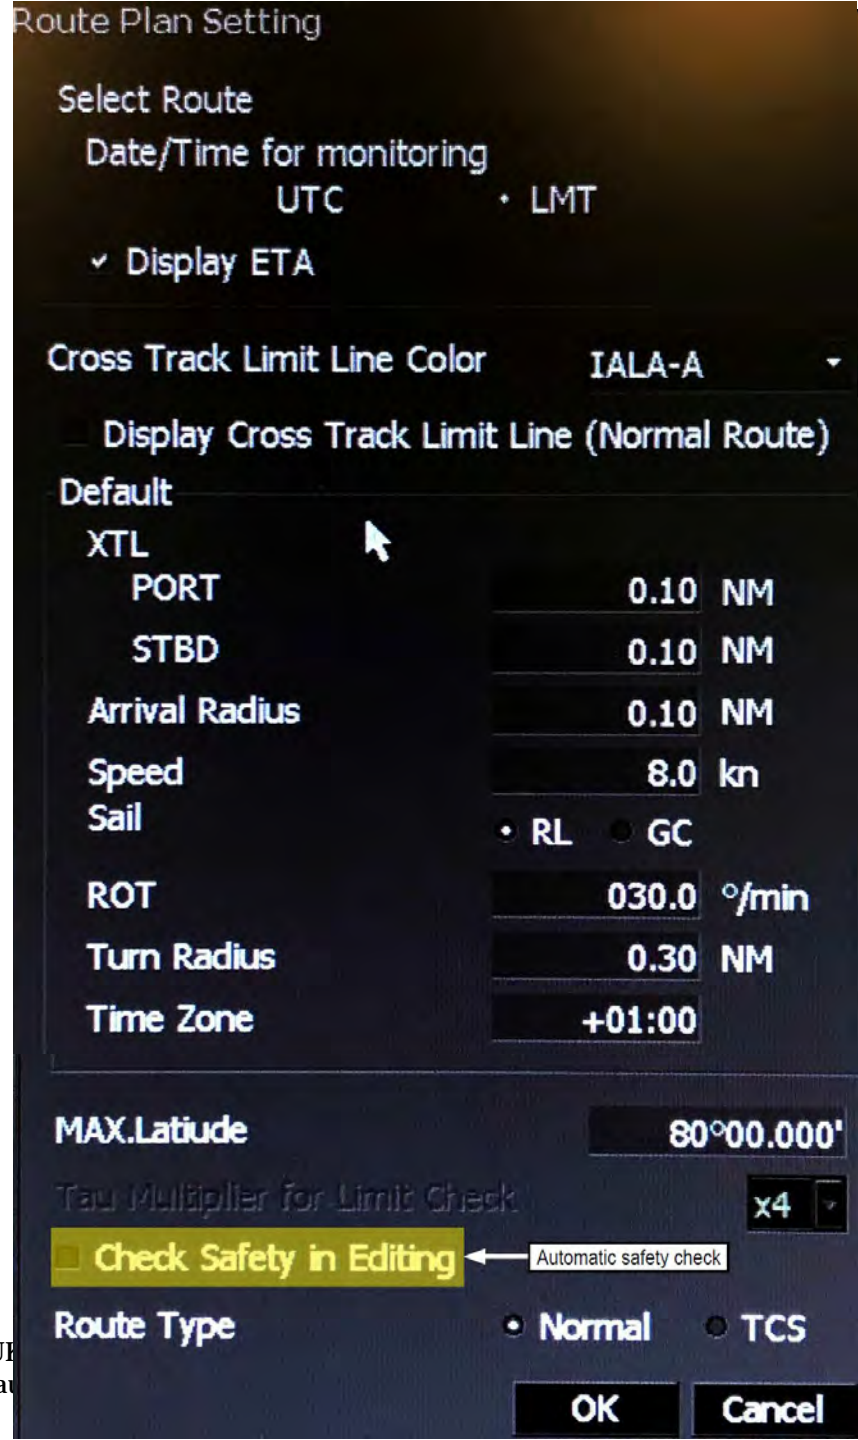 Route Plan Setting
Select Route
Date/Time for monitoring
UTC LMT
Display ETA
Cross Track Limit Line Color IALA-A
Display Cross Track Limit Line (Normal Route)
Default
XTL
PORT 0.10 NM
STBD 0.10 NM
Arrival Radius 0.10 NM
Speed 8.0 kn
Sail RL GC
ROT 030.0 °/min
Turn Radius 0.30 NM
Time Zone +01:00
MAX.Latiude 80°00.000'
Tau Multiplier for Limit Check x4
Check Safety in Editing Automatic safety check
Route Type Normal TCS
OK Cancel